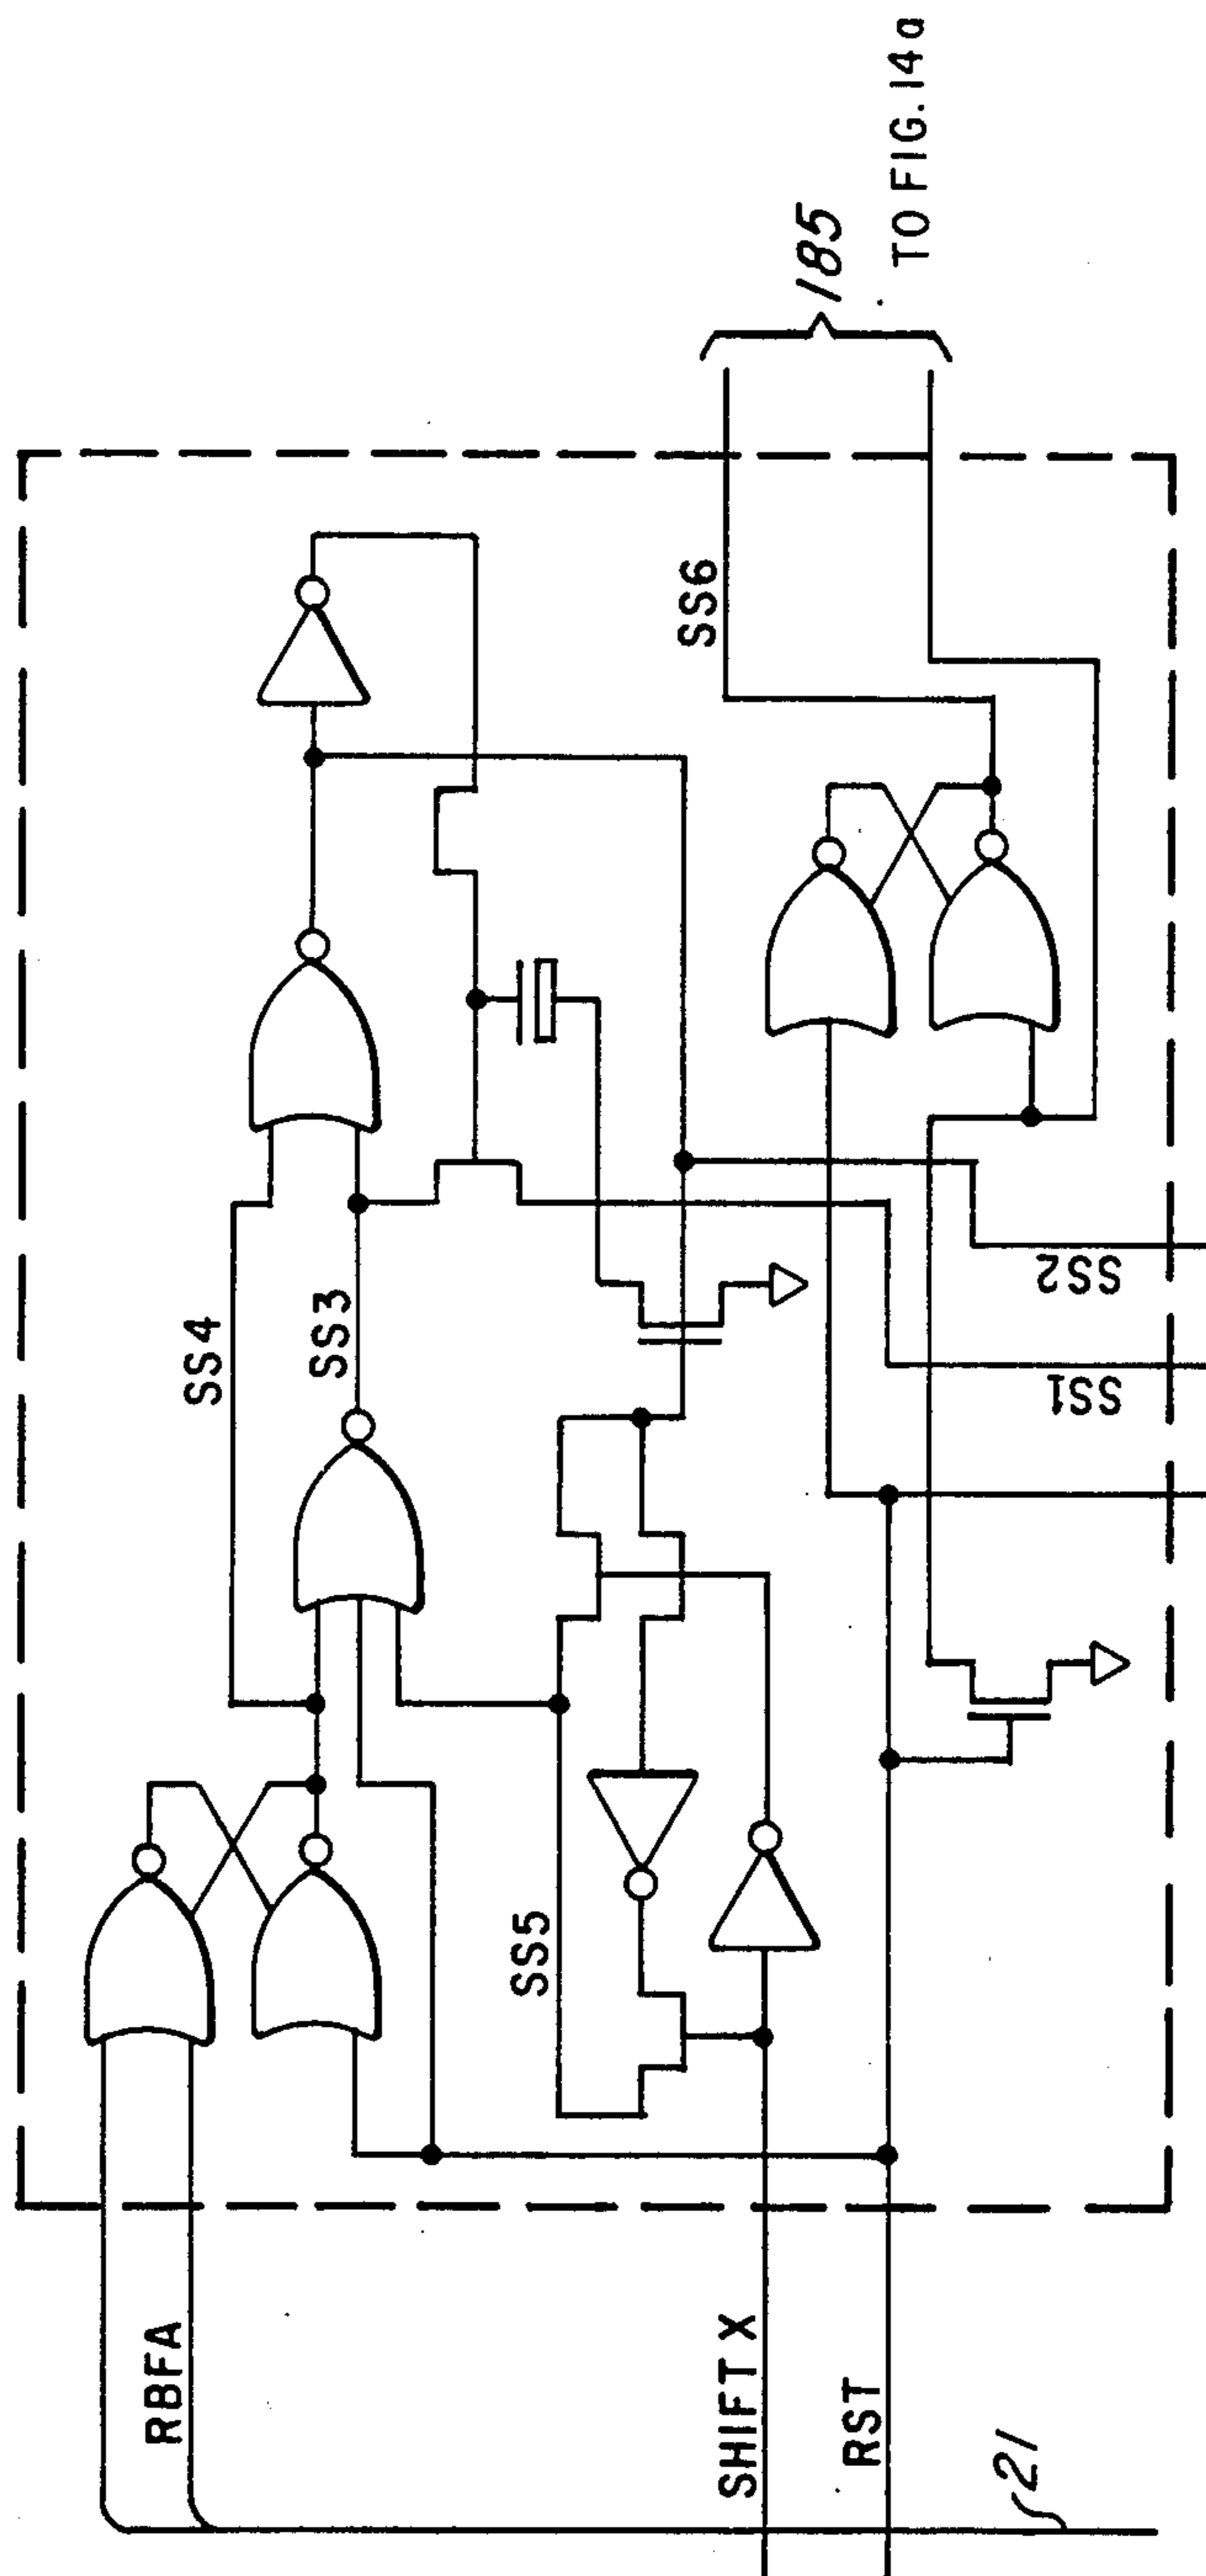 RBFA
SHIFT X
RST
21
SS5
SS4
SS3
SS1
SS2
SS6
185
TO FIG. 14a